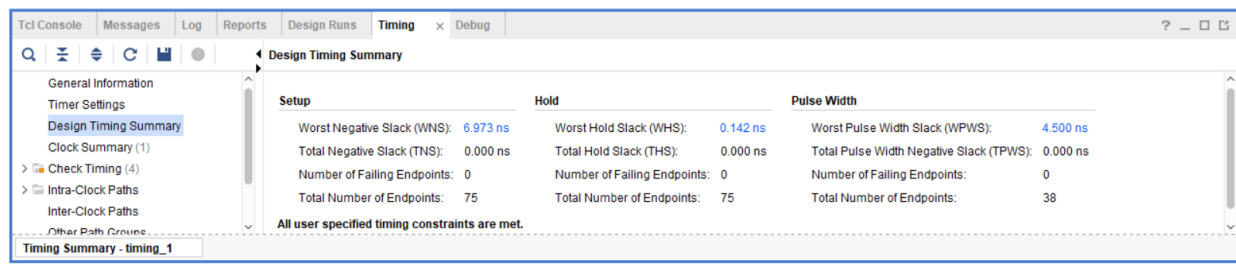 Tcl Console Messages Log Reports Design Runs Timing × Debug ? _
Design Timing Summary
General Information
Timer Settings
Design Timing Summary
Clock Summary (1)
> Check Timing (4)
> Intra-Clock Paths
Inter-Clock Paths
Other Path Groups
Setup Hold Pulse Width
Worst Negative Slack (WNS): 6.973 ns Worst Hold Slack (WHS): 0.142 ns Worst Pulse Width Slack (WPWS): 4.500 ns
Total Negative Slack (TNS): 0.000 ns Total Hold Slack (THS): 0.000 ns Total Pulse Width Negative Slack (TPWS): 0.000 ns
Number of Failing Endpoints: 0 Number of Failing Endpoints: 0 Number of Failing Endpoints: 0
Total Number of Endpoints: 75 Total Number of Endpoints: 75 Total Number of Endpoints: 38
All user specified timing constraints are met.
Timing Summary - timing_1